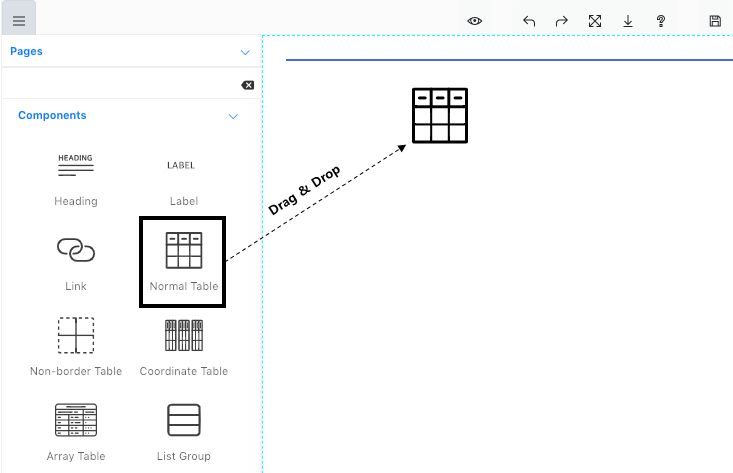 Pages
Components
HEADING
LABEL
Heading
Label
Drag & Drop
Link
Normal Table
Non-border Table
Coordinate Table
Array Table
List Group